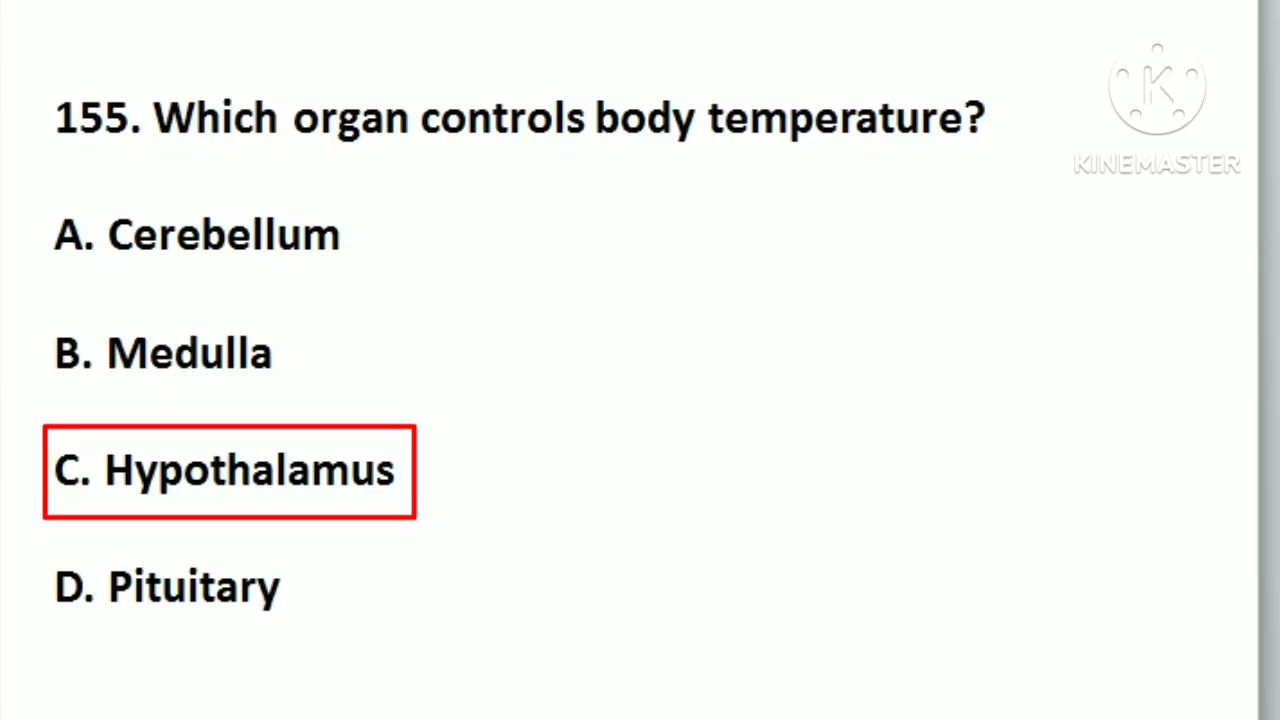 155. Which organ controls body temperature?
K
KINEMASTER
A. Cerebellum
B. Medulla
C. Hypothalamus
D. Pituitary